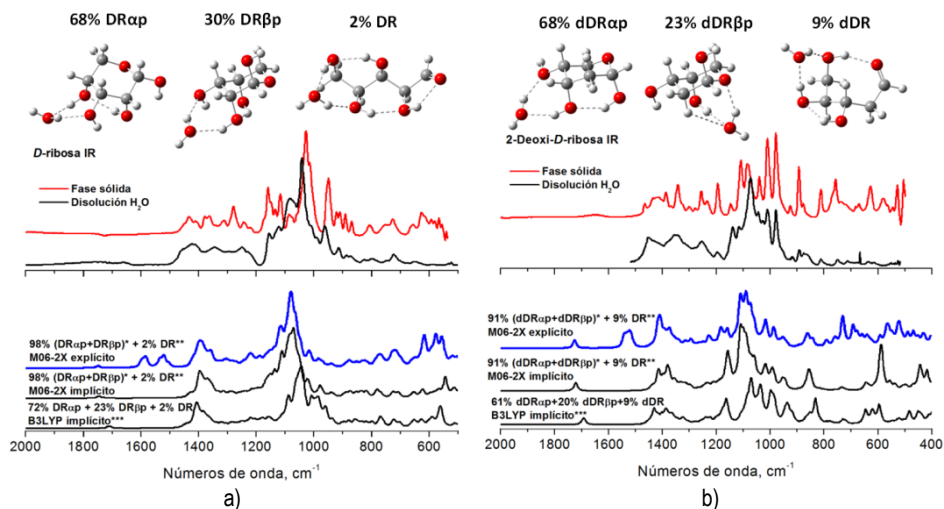 68% DRαp 30% DRβp 2% DR
D-ribosa IR
Fase sólida
Disolución H2O
98% (DRαp+DRβp)* + 2% DR**
M06-2X explícito
98% (DRαp+DRβp)* + 2% DR**
M06-2X implícito
72% DRαp + 23% DRβp + 2% DR
B3LYP implícito***
2000 1800 1600 1400 1200 1000 800 600
Números de onda, cm-1
a)
68% dDRαp 23% dDRβp 9% dDR
2-Deoxi-D-ribosa IR
Fase sólida
Disolución H2O
91% (dDRαp+dDRβp)* + 9% DR**
M06-2X explícito
91% (dDRαp+dDRβp)* + 9% DR**
M06-2X implícito
61% dDRαp+20% dDRβp+9% dDR
B3LYP implícito***
2000 1800 1600 1400 1200 1000 800 600 400
Números de onda, cm-1
b)